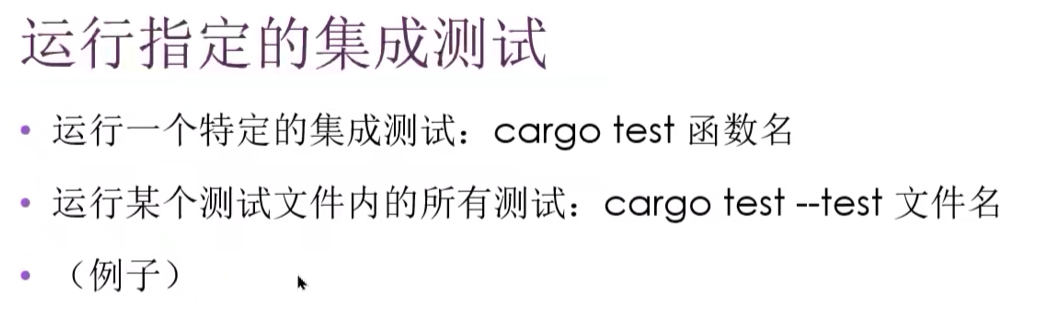 运行指定的集成测试
• 运行一个特定的集成测试：cargo test 函数名
• 运行某个测试文件内的所有测试：cargo test --test 文件名
• （例子）